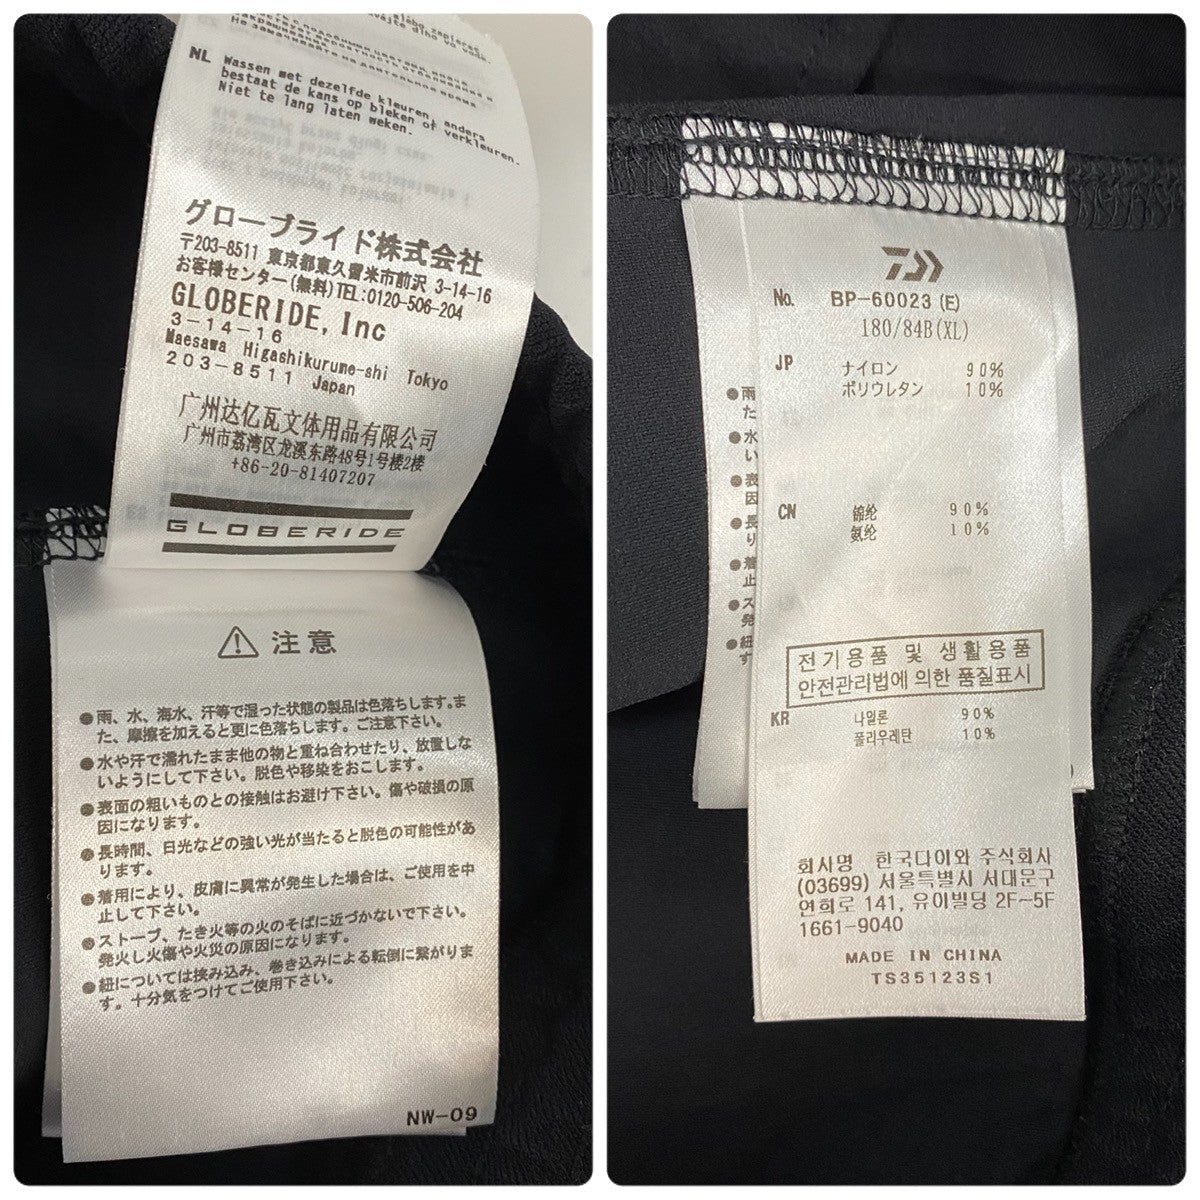 NL Wassen met dezelfde kleuren, anders
bestaat de kans op bleken of verkleuren.
Niet te lang laten weken.
グローブライド株式会社
〒203-8511 東京都東久留米市前沢 3-14-16
お客様センター(無料)TEL:0120-506-204
GLOBERIDE, Inc
3-14-16
Maesawa Higashikurume-shi Tokyo
203-8511 Japan
广州达亿瓦文体用品有限公司
广州市荔湾区龙溪东路48号1号楼2楼
+86-20-81407207
GLOBERIDE
注意
●雨、水、海水、汗等で湿った状態の製品は色落ちします。ま
た、摩擦を加えると更に色落ちします。ご注意下さい。
●水や汗で濡れたまま他の物と重ね合わせたり、放置しな
いようにして下さい。脱色や移染をおこします。
●表面の粗いものとの接触はお避け下さい。傷や破損の原
因になります。
●長時間、日光などの強い光が当たると脱色の可能性があ
ります。
●着用により、皮膚に異常が発生した場合は、ご使用を中
止して下さい。
●ストーブ、たき火等の火のそばに近づかないで下さい。
発火し火傷や火災の原因になります。
●紐については挟み込み、巻き込みによる転倒に繋がりま
す。十分気をつけてご使用下さい。
NW-09
No. BP-60023 (E)
180/84B(XL)
JP ナイロン 90%
ポリウレタン 10%
CN 锦纶 90%
氨纶 10%
전기용품 및 생활용품
안전관리법에 의한 품질표시
KR 나일론 90%
폴리우레탄 10%
회사명 한국다이와 주식회사
(03699) 서울특별시 서대문구
연희로 141, 유이빌딩 2F-5F
1661-9040
MADE IN CHINA
TS35123S1